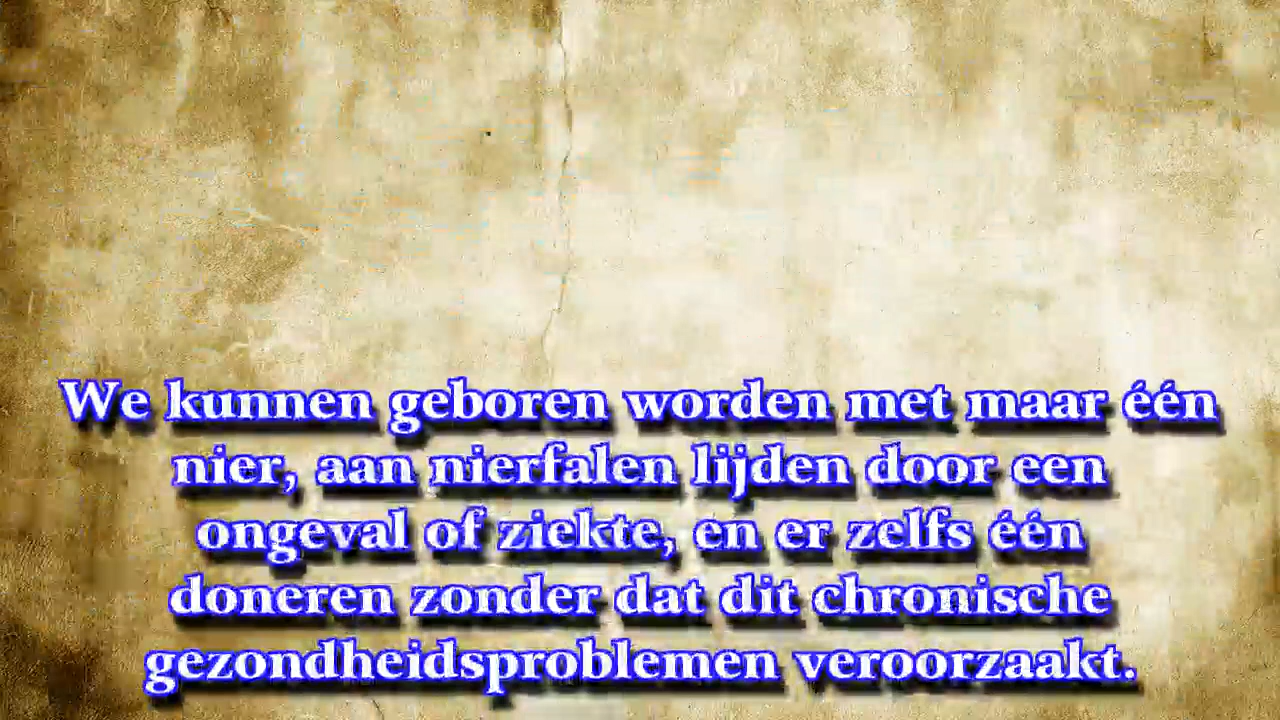 We kunnen geboren worden met maar één
nier, aan nierfalen lijden door een
ongeval of ziekte, en er zelfs één
doneren zonder dat dit chronische
gezondheidsproblemen veroorzaakt.